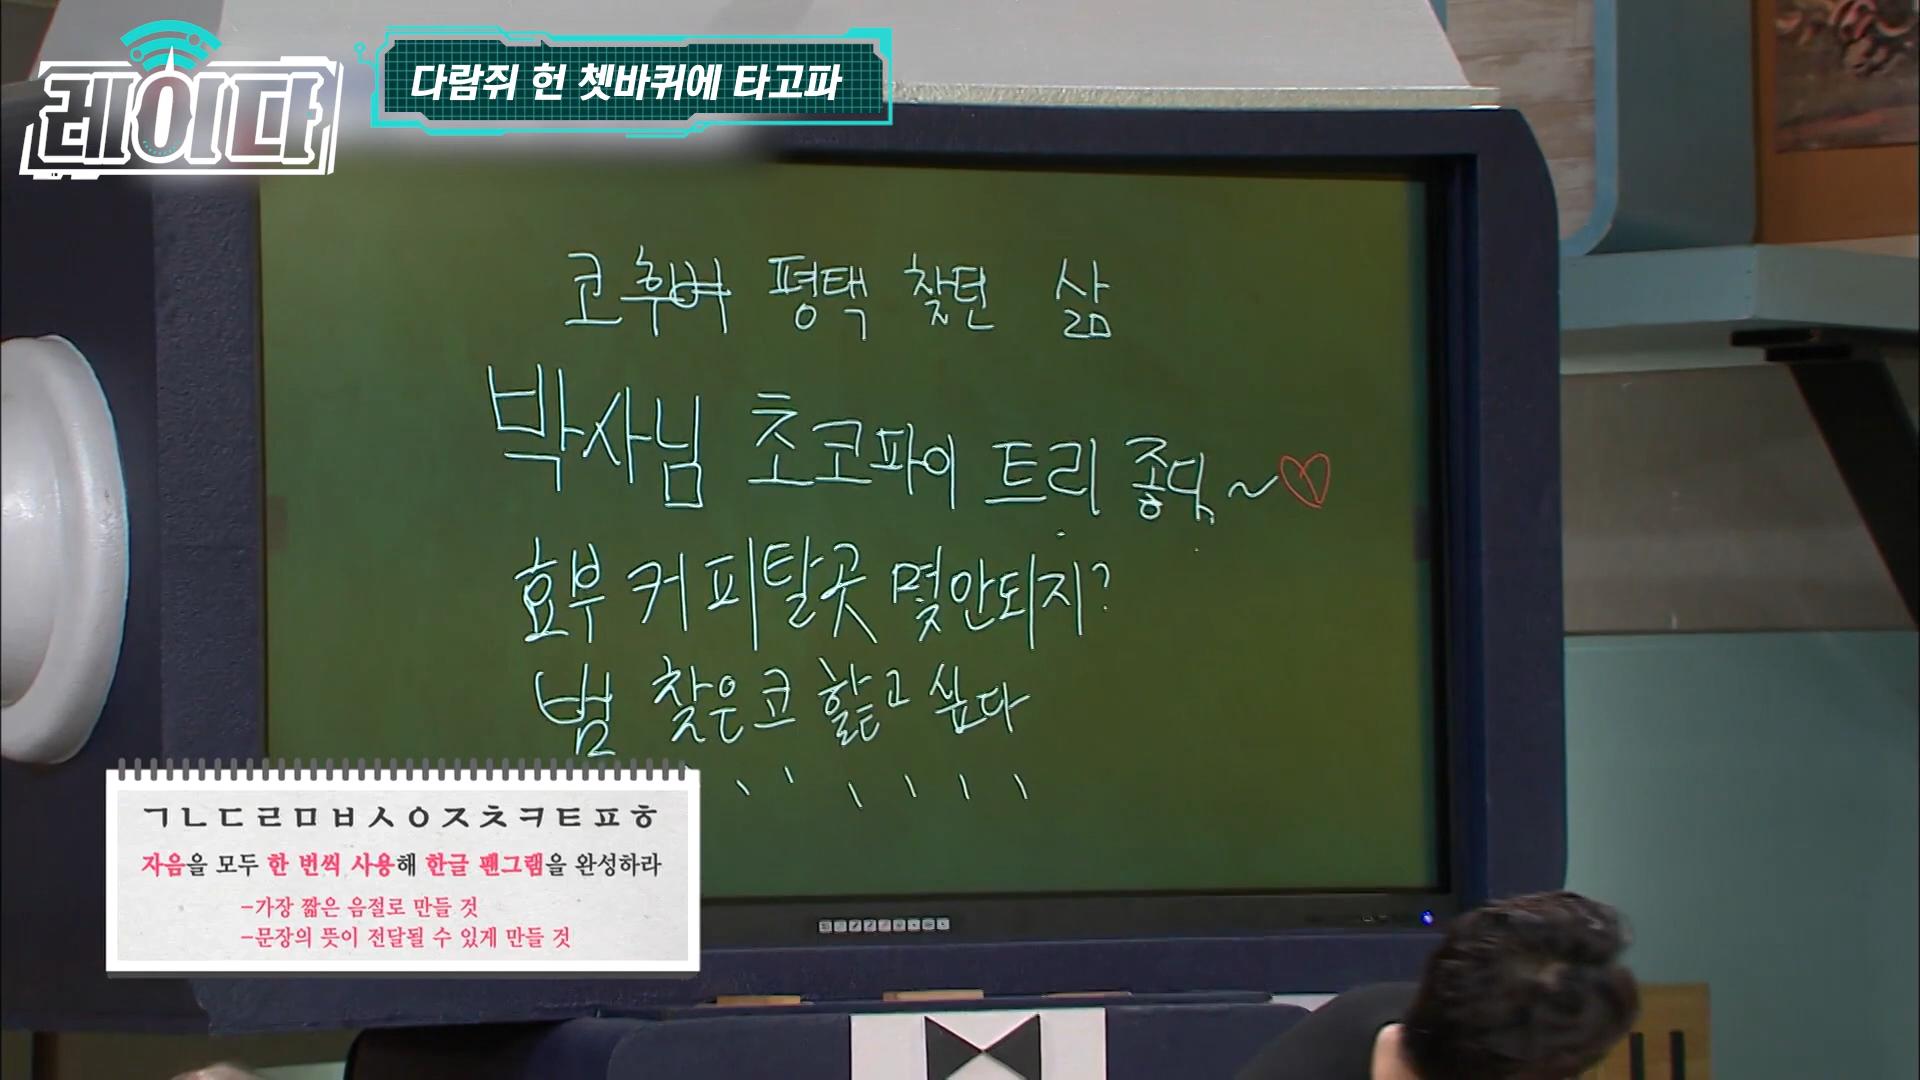 레이다
다람쥐 헌 쳇바퀴에 타고파
코후벼 평택 찾던 삶
박사님 초코파이 트리 좋덬~♡
효부 커피탈곳 몇안되지?
범 찾은코 핥고싶다
ㄱㄴㄷㄹㅁㅂㅅㅇㅈㅊㅋㅌㅍㅎ
자음을 모두 한 번씩 사용해 한글 팬그램을 완성하라
-가장 짧은 음절로 만들 것
-문장의 뜻이 전달될 수 있게 만들 것